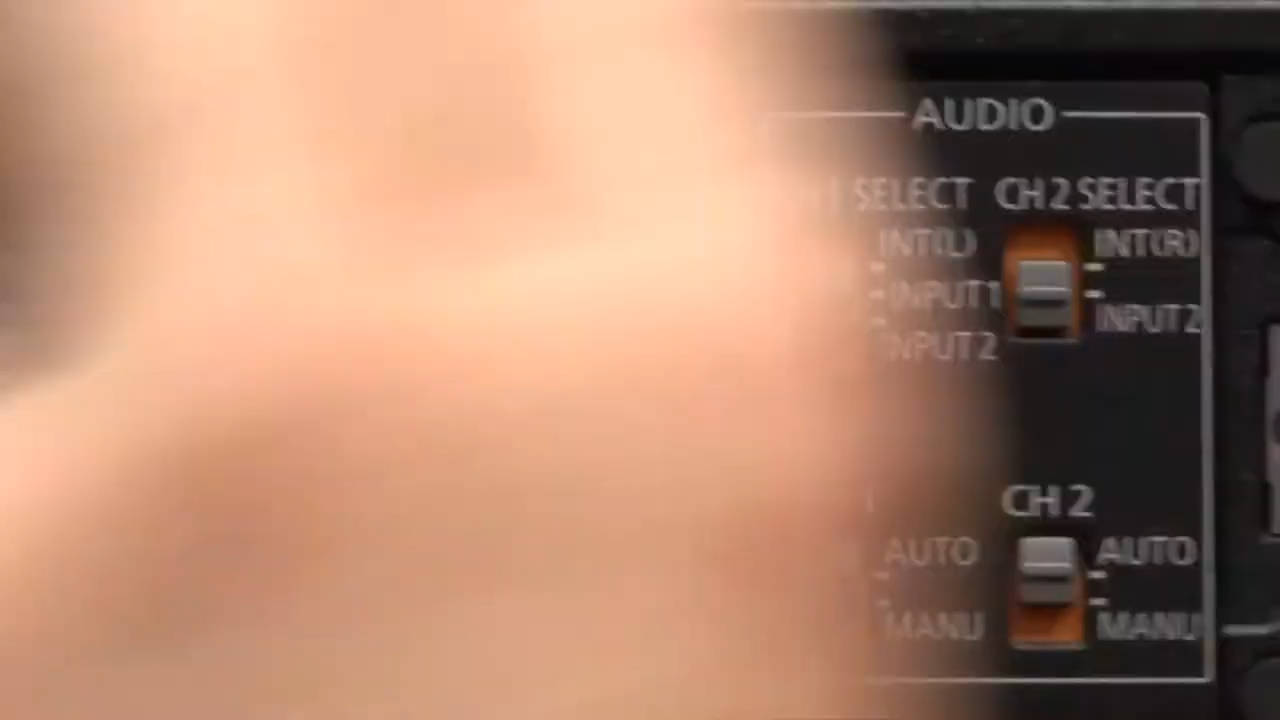 AUDIO
SELECT CH2 SELECT
INT(L) INT(R)
INPUT1
INPUT2 INPUT2
CH2
AUTO AUTO
MANU MANU